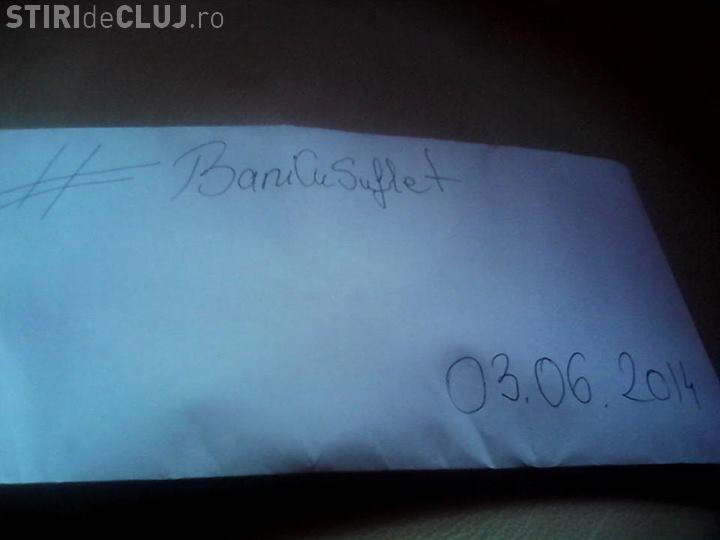 STIRIdeCLUJ.ro
# BaniCuSuflet
03.06.2014